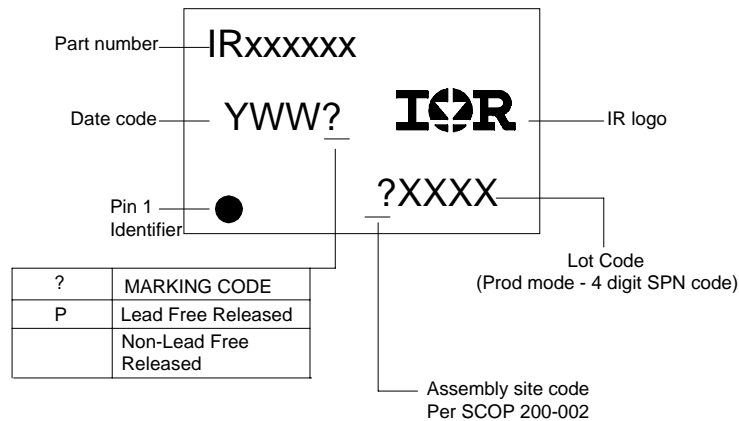 Part number
IRxxxxxx
Date code
YWW?
IOR
IR logo
?XXXX
Pin 1
Identifier
Lot Code
(Prod mode - 4 digit SPN code)
? MARKING CODE
P Lead Free Released
Non-Lead Free
Released
Assembly site code
Per SCOP 200-002